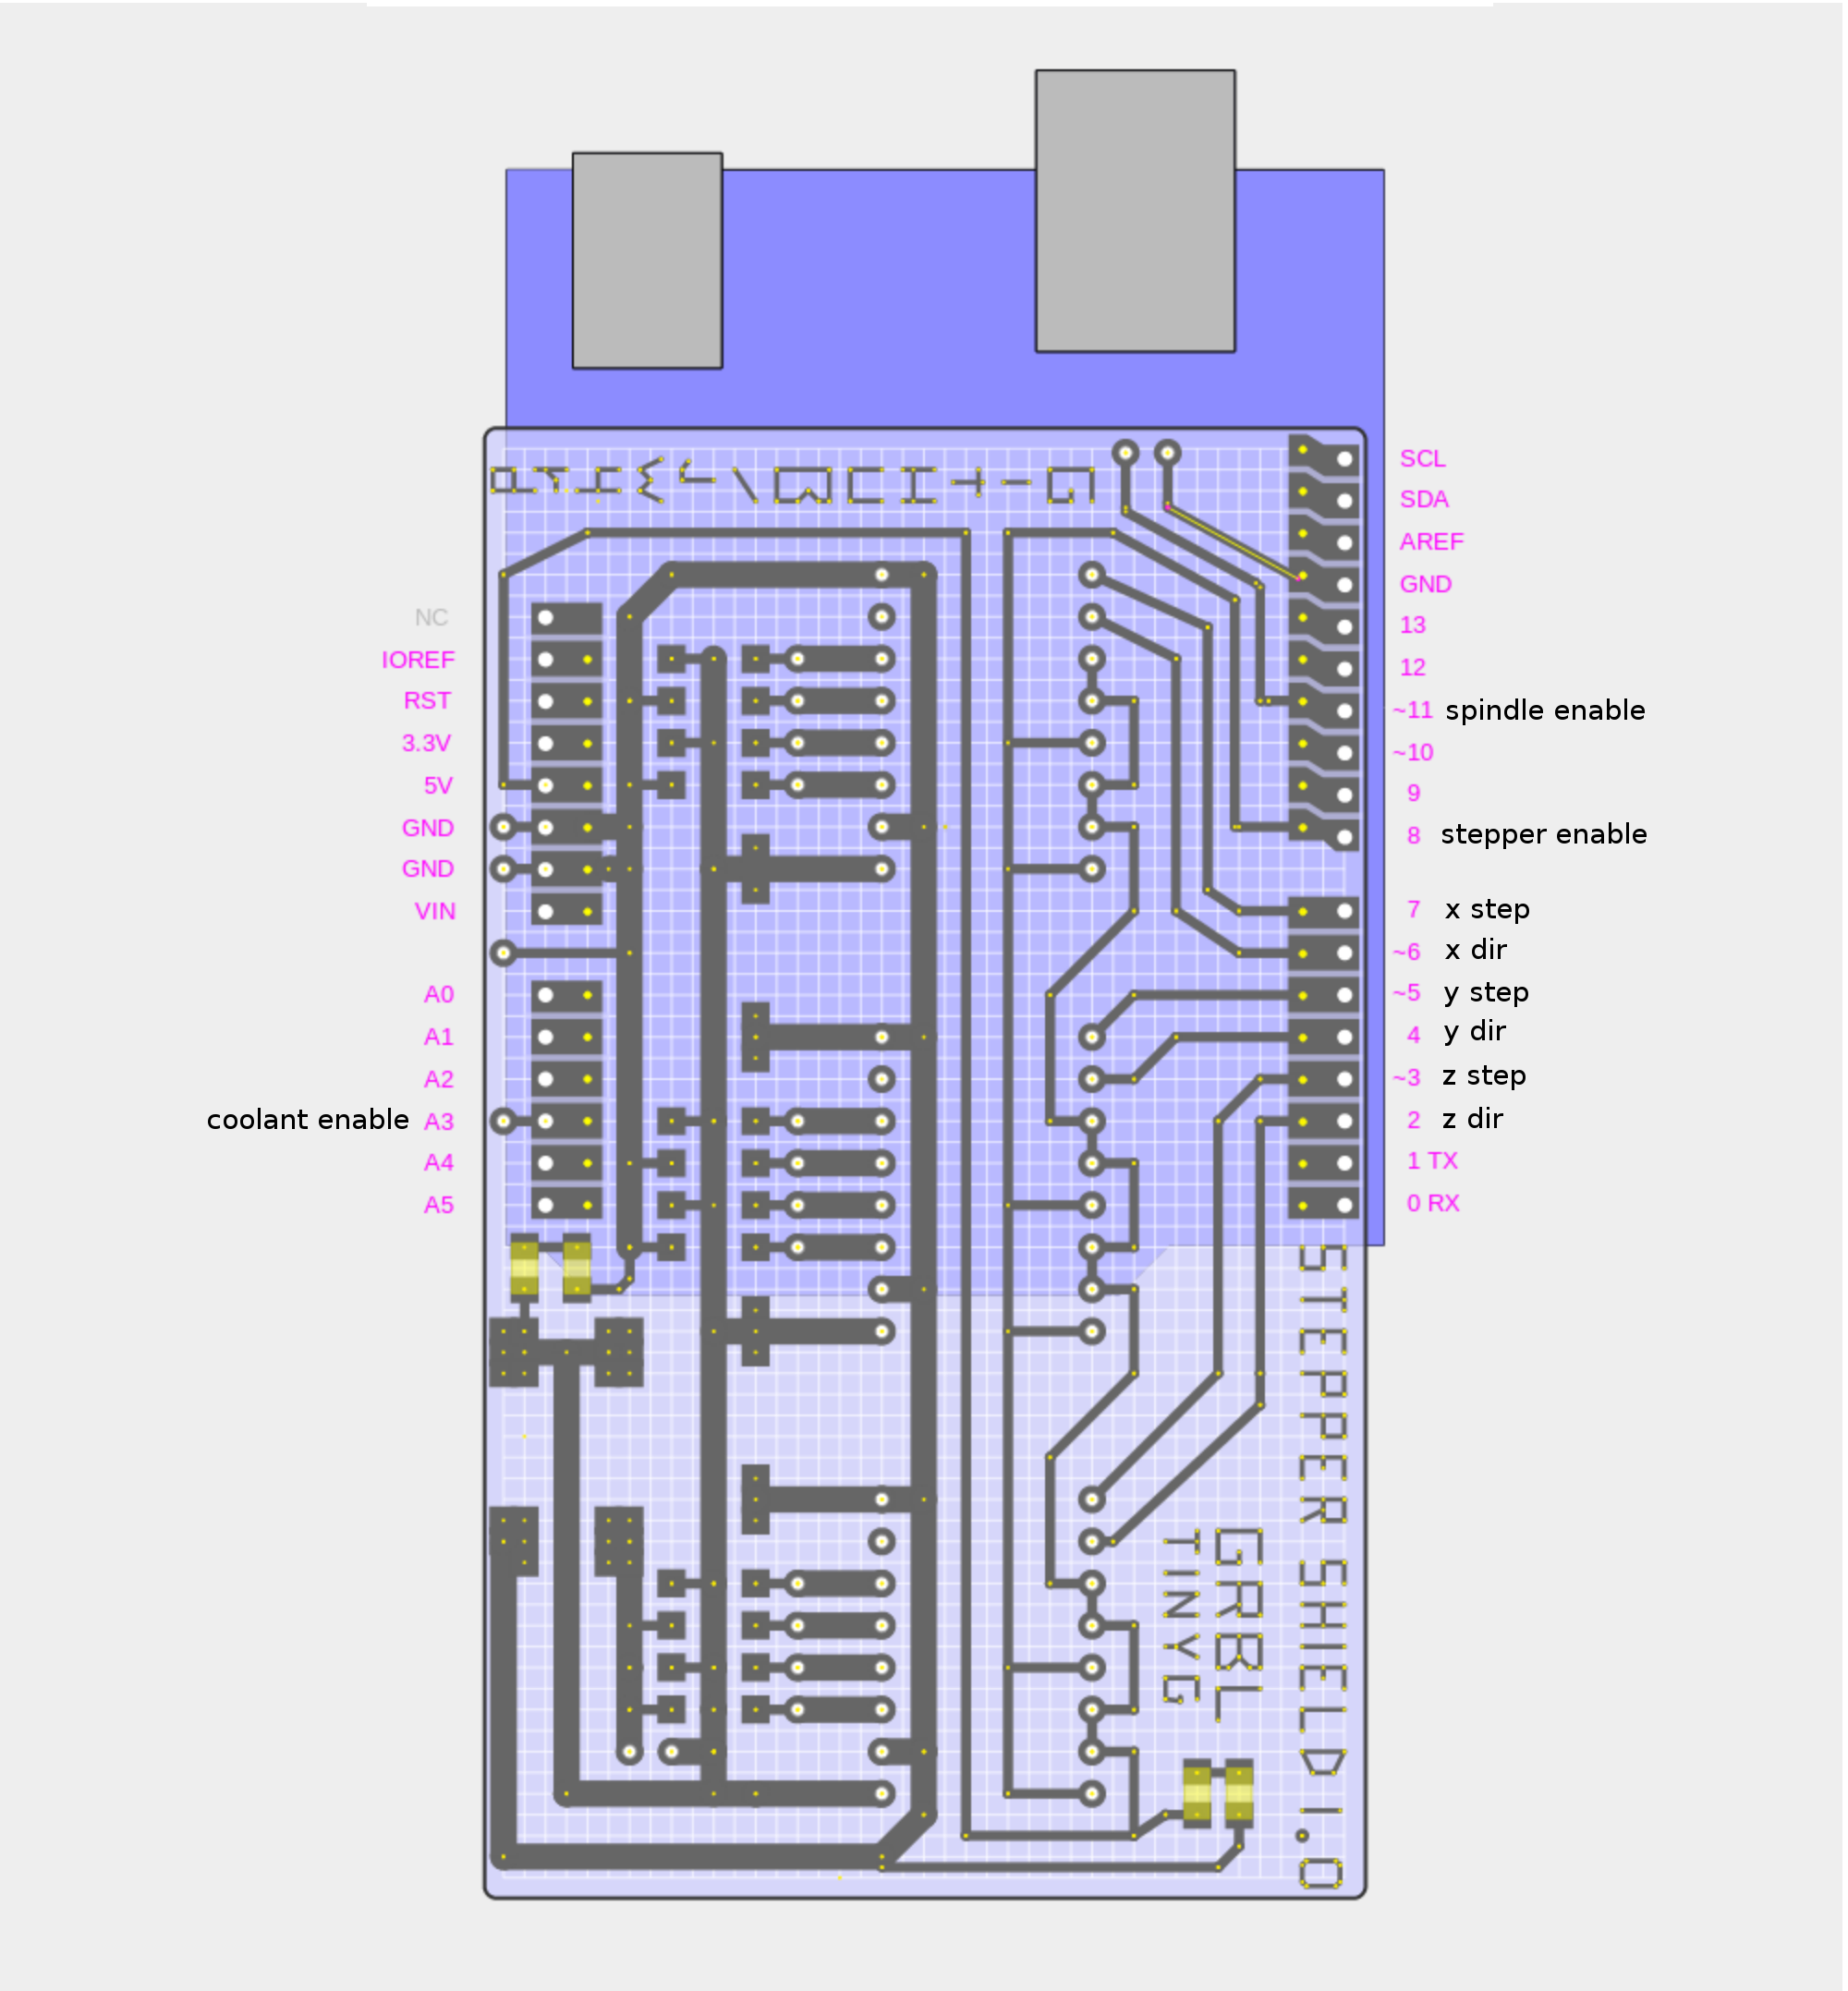 NC
IOREF
RST
3.3V
5V
GND
GND
VIN
A0
A1
A2
coolant enable A3
A4
A5
SCL
SDA
AREF
GND
13
12
~11 spindle enable
~10
9
8 stepper enable
7 x step
~6 x dir
~5 y step
4 y dir
~3 z step
2 z dir
1 TX
0 RX
STEPPER SHIELD 1.0
GRBL
TINYG